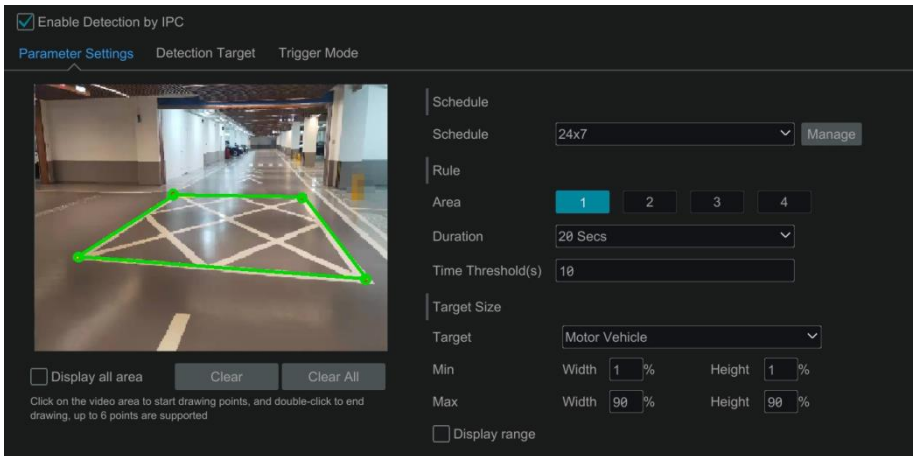 Enable Detection by IPC
Parameter Settings Detection Target Trigger Mode
Schedule
Schedule 24x7 Manage
Rule
Area 1 2 3 4
Duration 20 Secs
Time Threshold(s) 10
Target Size
Target Motor Vehicle
Min Width 1 % Height 1 %
Max Width 90 % Height 90 %
Display range
Display all area Clear Clear All
Click on the video area to start drawing points, and double-click to end
drawing, up to 6 points are supported